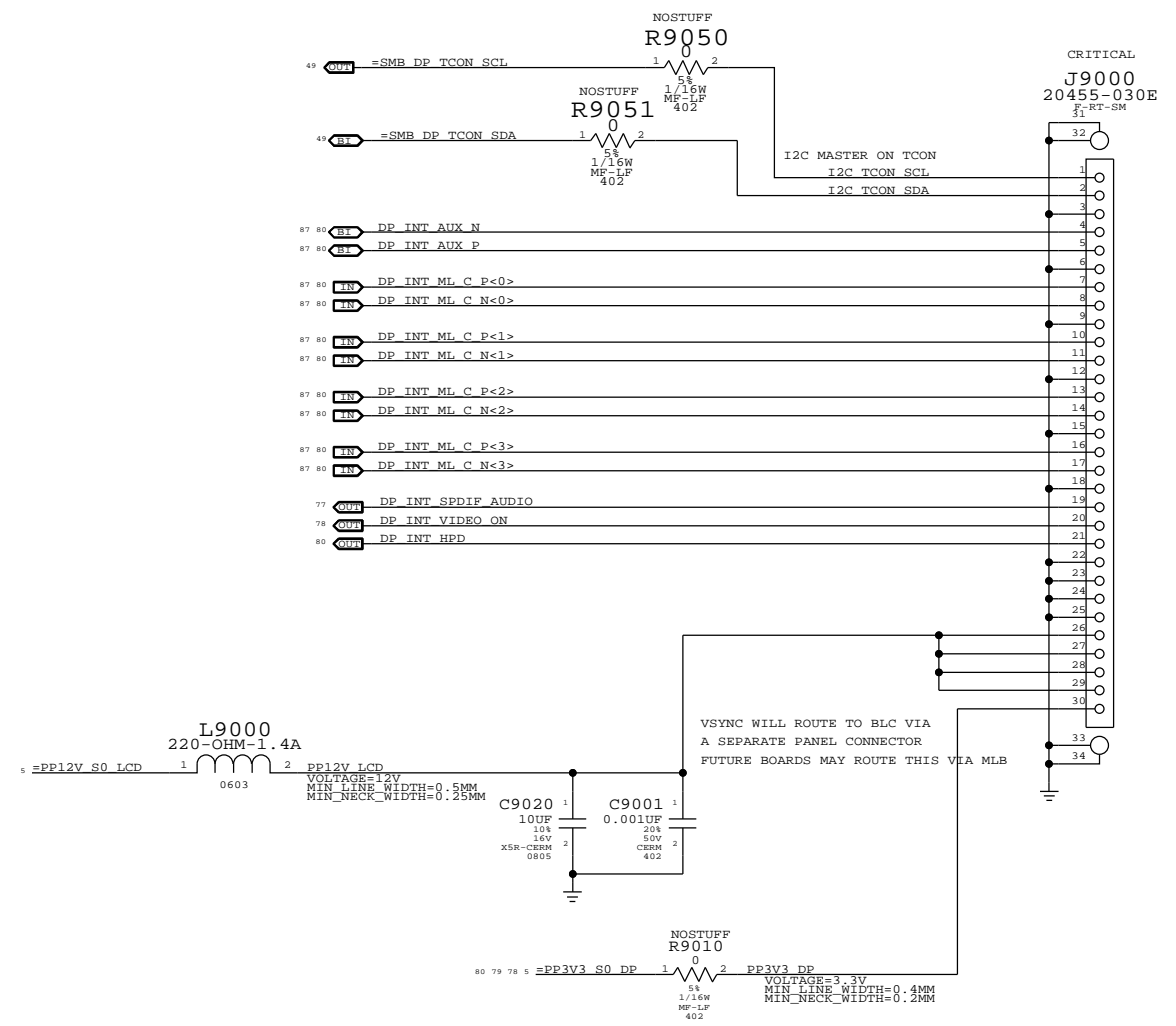 NOSTUFF
R9050
0
49 OUT =SMB_DP_TCON_SCL 1 2
5%
1/16W
MF-LF
402
CRITICAL
J9000
20455-030E
F-RT-SM
31
32
NOSTUFF
R9051
0
49 BI =SMB_DP_TCON_SDA 1 2
5%
1/16W
MF-LF
402
I2C MASTER ON TCON
I2C_TCON_SCL 1
I2C_TCON_SDA 2
3
87 80 BI DP_INT_AUX_N 4
87 80 BI DP_INT_AUX_P 5
6
87 80 IN DP_INT_ML_C_P<0> 7
87 80 IN DP_INT_ML_C_N<0> 8
9
87 80 IN DP_INT_ML_C_P<1> 10
87 80 IN DP_INT_ML_C_N<1> 11
12
87 80 IN DP_INT_ML_C_P<2> 13
87 80 IN DP_INT_ML_C_N<2> 14
15
87 80 IN DP_INT_ML_C_P<3> 16
87 80 IN DP_INT_ML_C_N<3> 17
18
77 OUT DP_INT_SPDIF_AUDIO 19
78 OUT DP_INT_VIDEO_ON 20
80 OUT DP_INT_HPD 21
22
23
24
25
26
27
28
29
30
VSYNC WILL ROUTE TO BLC VIA
A SEPARATE PANEL CONNECTOR
FUTURE BOARDS MAY ROUTE THIS VIA MLB
33
34
L9000
220-OHM-1.4A
5 =PP12V_S0_LCD 1 2 PP12V_LCD
0603
VOLTAGE=12V
MIN_LINE_WIDTH=0.5MM
MIN_NECK_WIDTH=0.25MM
C9020 1
10UF
10%
16V
X5R-CERM 2
0805
C9001 1
0.001UF
20%
50V
CERM 2
402
NOSTUFF
R9010
0
80 79 78 5 =PP3V3_S0_DP 1 2 PP3V3_DP
5%
1/16W
MF-LF
402
VOLTAGE=3.3V
MIN_LINE_WIDTH=0.4MM
MIN_NECK_WIDTH=0.2MM